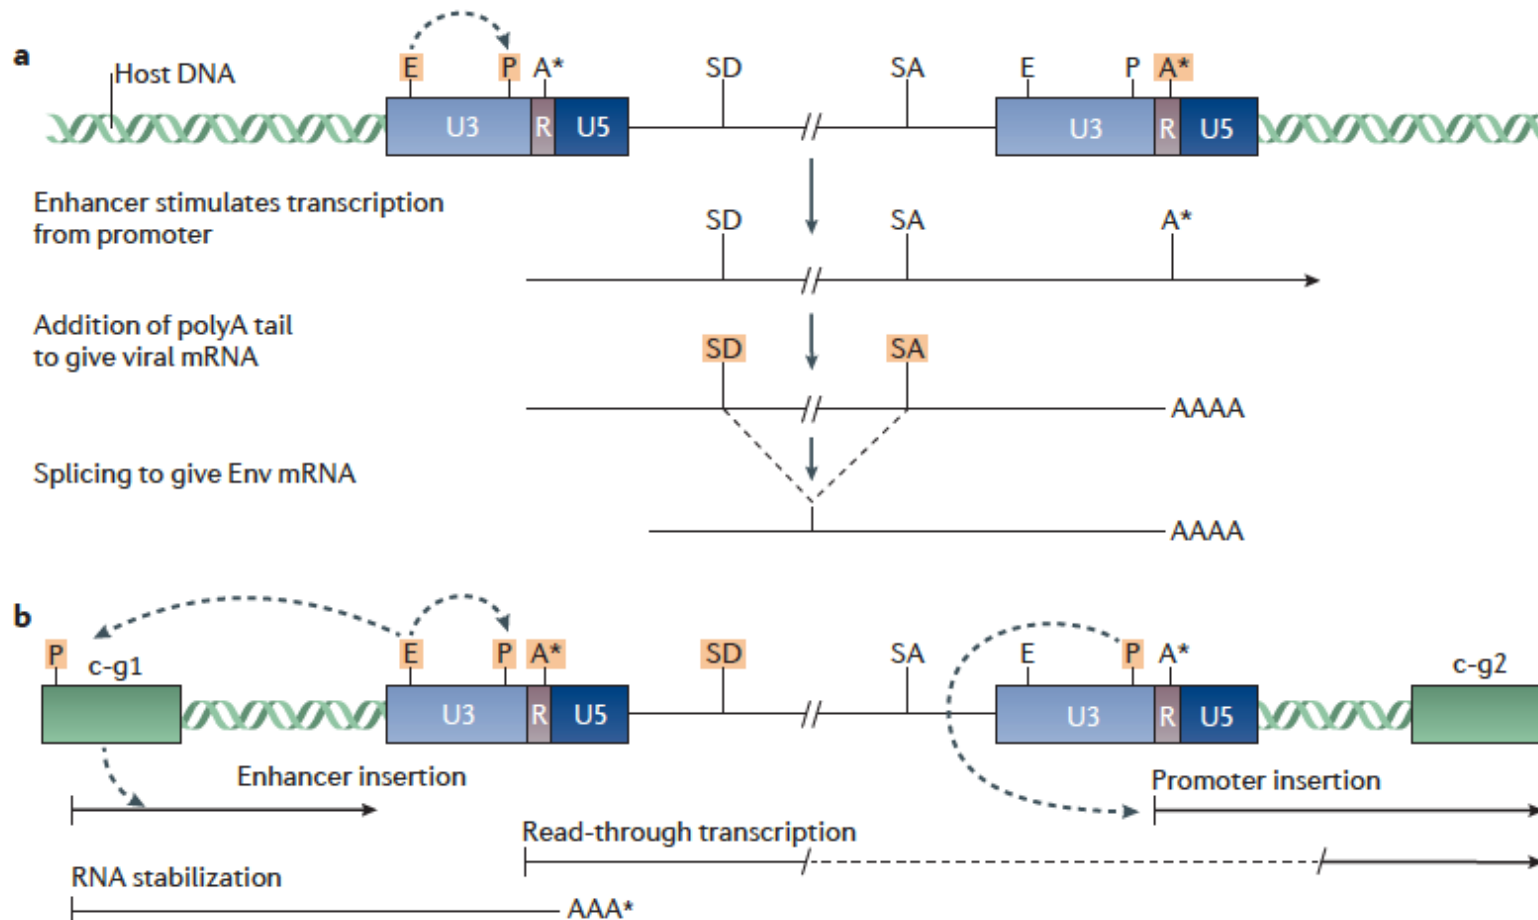 a
Host DNA
E P A* SD SA E P A*
U3 R U5 U3 R U5
Enhancer stimulates transcription
from promoter
SD SA A*
Addition of polyA tail
to give viral mRNA
SD SA
AAAA
Splicing to give Env mRNA
AAAA
b
P c-g1 E P A* SD SA E P A* c-g2
U3 R U5 U3 R U5
Enhancer insertion
Promoter insertion
Read-through transcription
RNA stabilization
AAA*